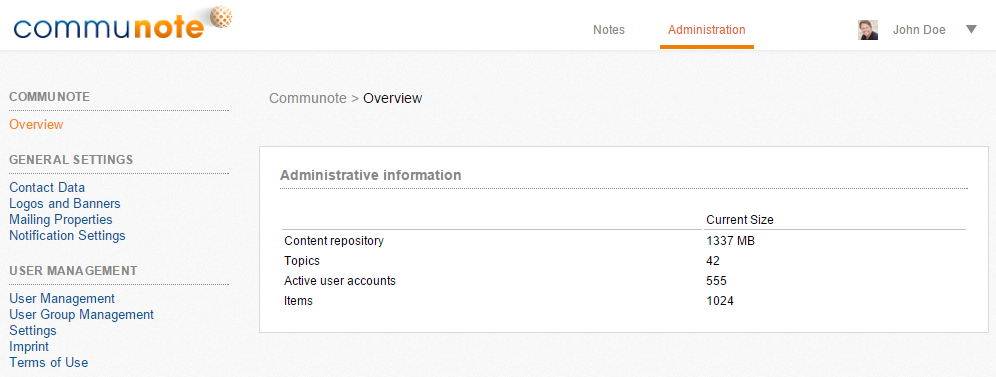 communote
Notes
Administration
John Doe
COMMUNOTE
Overview
GENERAL SETTINGS
Contact Data
Logos and Banners
Mailing Properties
Notification Settings
USER MANAGEMENT
User Management
User Group Management
Settings
Imprint
Terms of Use
Communote > Overview
Administrative information
Current Size
Content repository 1337 MB
Topics 42
Active user accounts 555
Items 1024